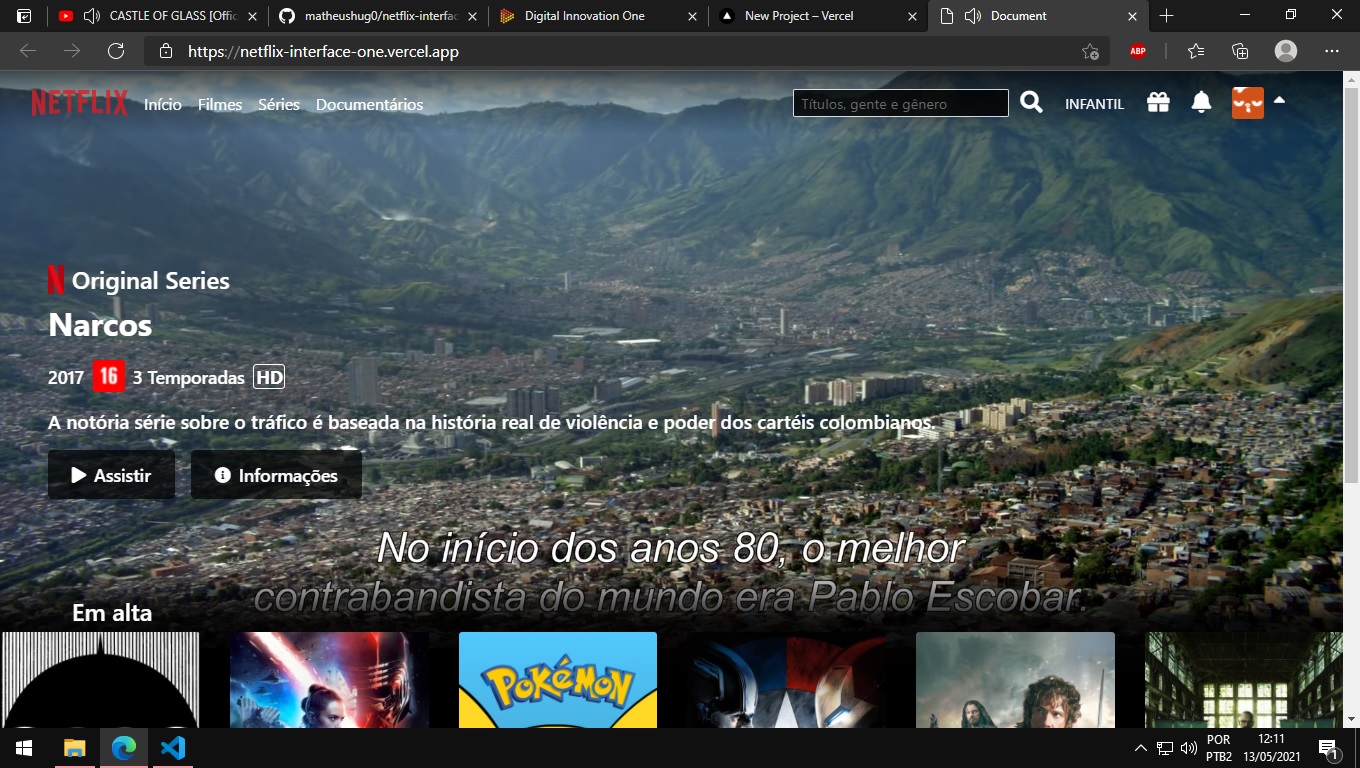 CASTLE OF GLASS [Offic
matheushug0/netflix-interfac
Digital Innovation One
New Project – Vercel
Document
https://netflix-interface-one.vercel.app
ABP
NETFLIX
Início
Filmes
Séries
Documentários
Títulos, gente e gênero
INFANTIL
N Original Series
Narcos
2017 16 3 Temporadas HD
A notória série sobre o tráfico é baseada na história real de violência e poder dos cartéis colombianos.
Assistir
Informações
No início dos anos 80, o melhor
contrabandista do mundo era Pablo Escobar.
Em alta
POKéMON
POR
PTB2
12:11
13/05/2021
1